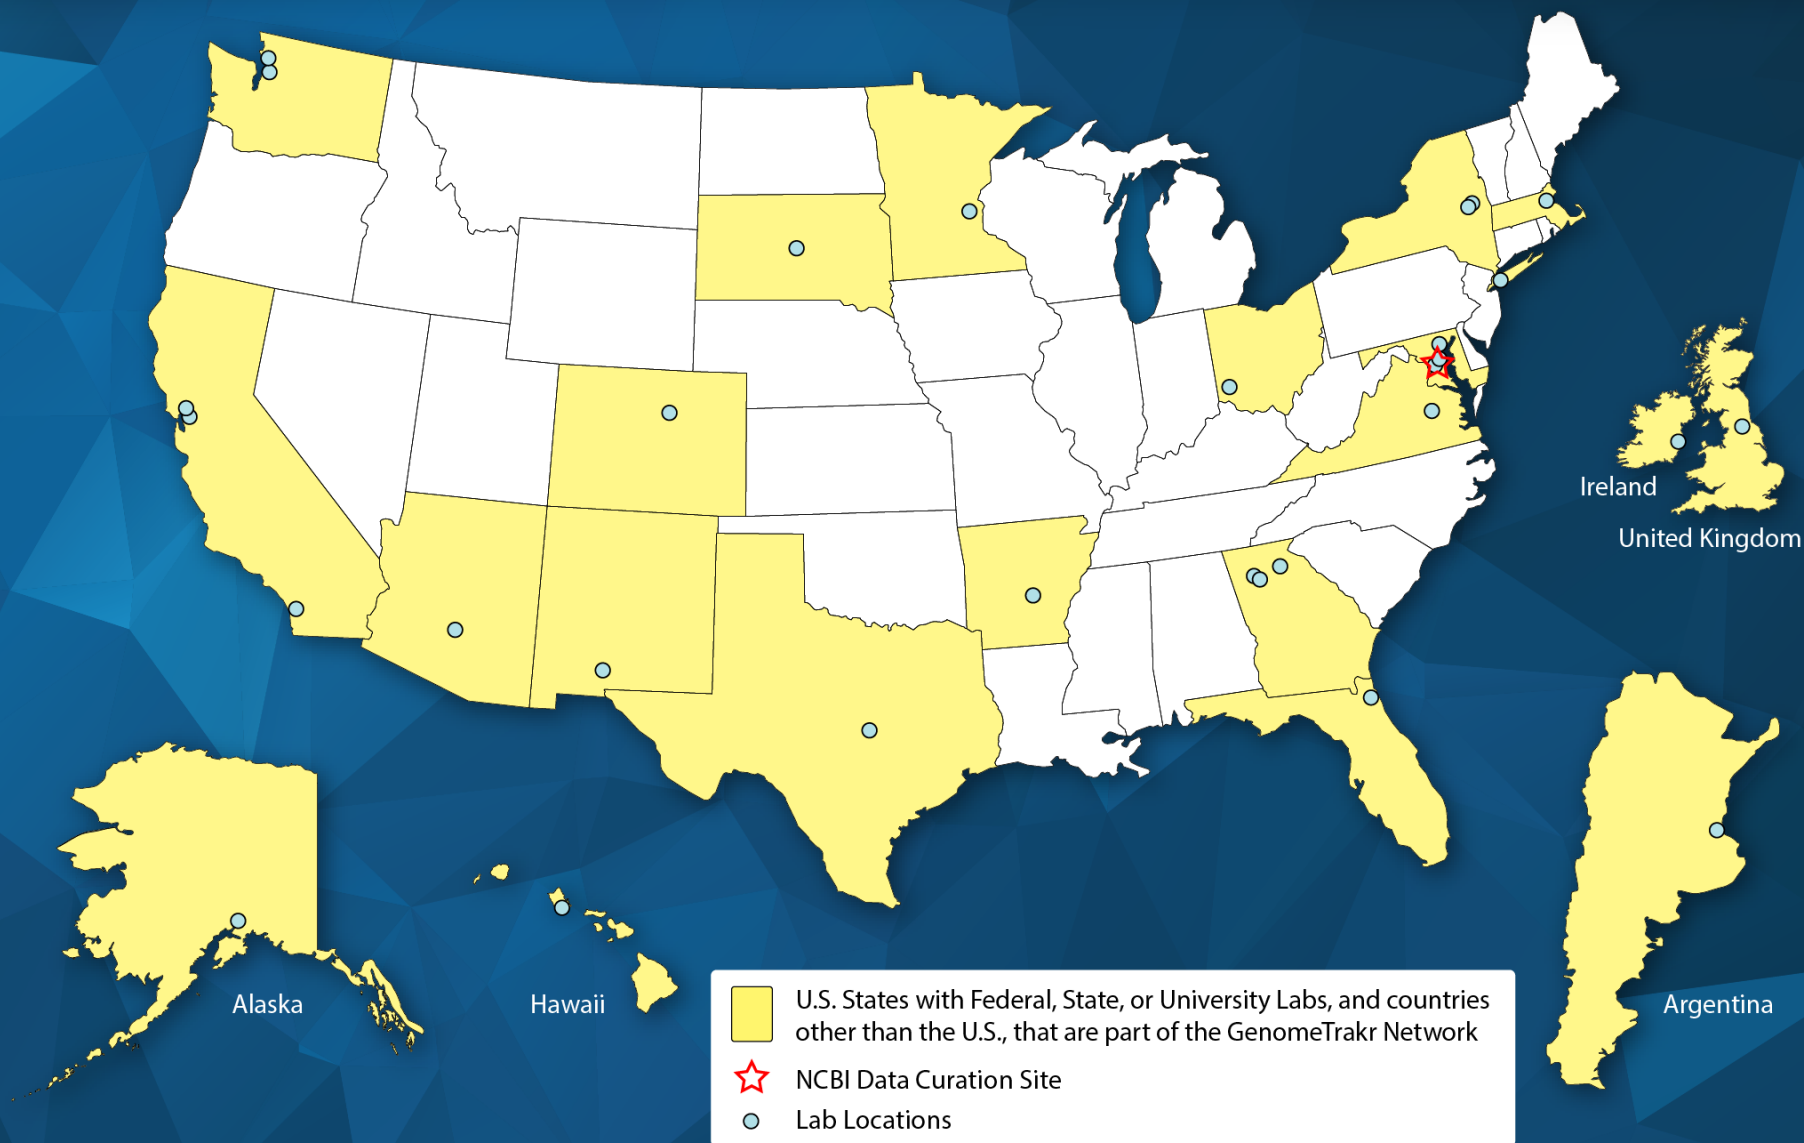 Ireland
United Kingdom
Alaska
Hawaii
Argentina
U.S. States with Federal, State, or University Labs, and countries
other than the U.S., that are part of the GenomeTrakr Network
NCBI Data Curation Site
Lab Locations